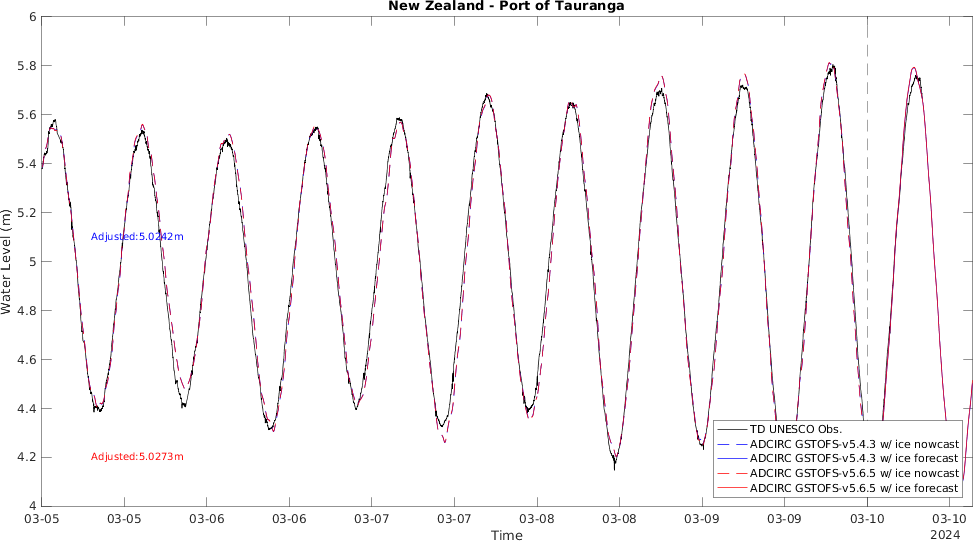 New Zealand - Port of Tauranga
6
5.8
5.6
5.4
5.2
5
4.8
4.6
4.4
4.2
4
Water Level (m)
Adjusted:5.0242m
Adjusted:5.0273m
TD UNESCO Obs.
ADCIRC GSTOFS-v5.4.3 w/ ice nowcast
ADCIRC GSTOFS-v5.4.3 w/ ice forecast
ADCIRC GSTOFS-v5.6.5 w/ ice nowcast
ADCIRC GSTOFS-v5.6.5 w/ ice forecast
03-05 03-05 03-06 03-06 03-07 03-07 03-08 03-08 03-09 03-09 03-10 03-10
2024
Time